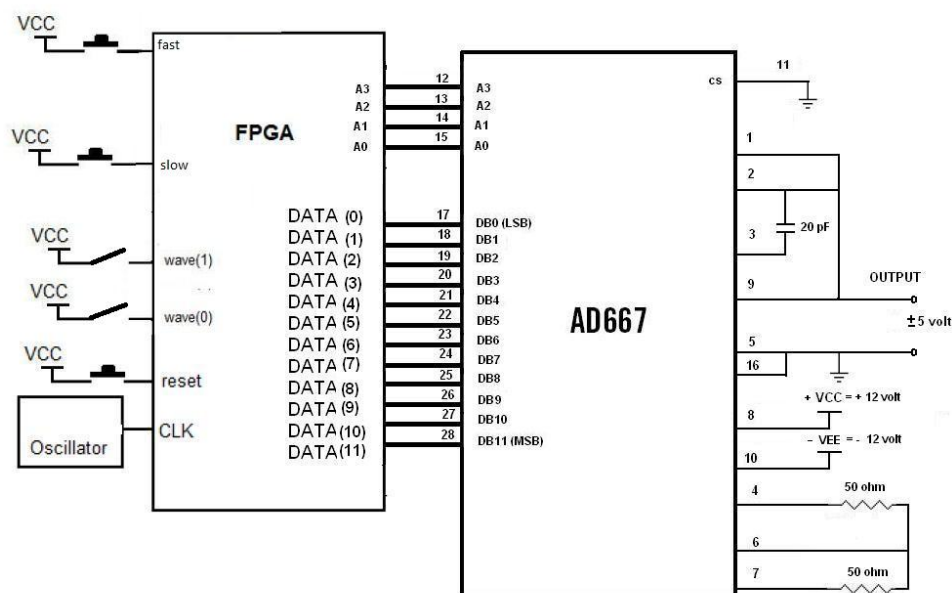 VCC
fast
VCC
slow
VCC
wave(1)
VCC
wave(0)
VCC
reset
Oscillator
CLK
FPGA
A3
A2
A1
A0
DATA (0)
DATA (1)
DATA (2)
DATA (3)
DATA (4)
DATA (5)
DATA (6)
DATA (7)
DATA (8)
DATA (9)
DATA (10)
DATA (11)
12
13
14
15
17
18
19
20
21
22
23
24
25
26
27
28
A3
A2
A1
A0
DB0 (LSB)
DB1
DB2
DB3
DB4
DB5
DB6
DB7
DB8
DB9
DB10
DB11 (MSB)
AD667
cs
11
1
2
3
20 pF
9
OUTPUT
± 5 volt
5
16
+ VCC = + 12 volt
8
− VEE = - 12 volt
10
4
50 ohm
6
7
50 ohm